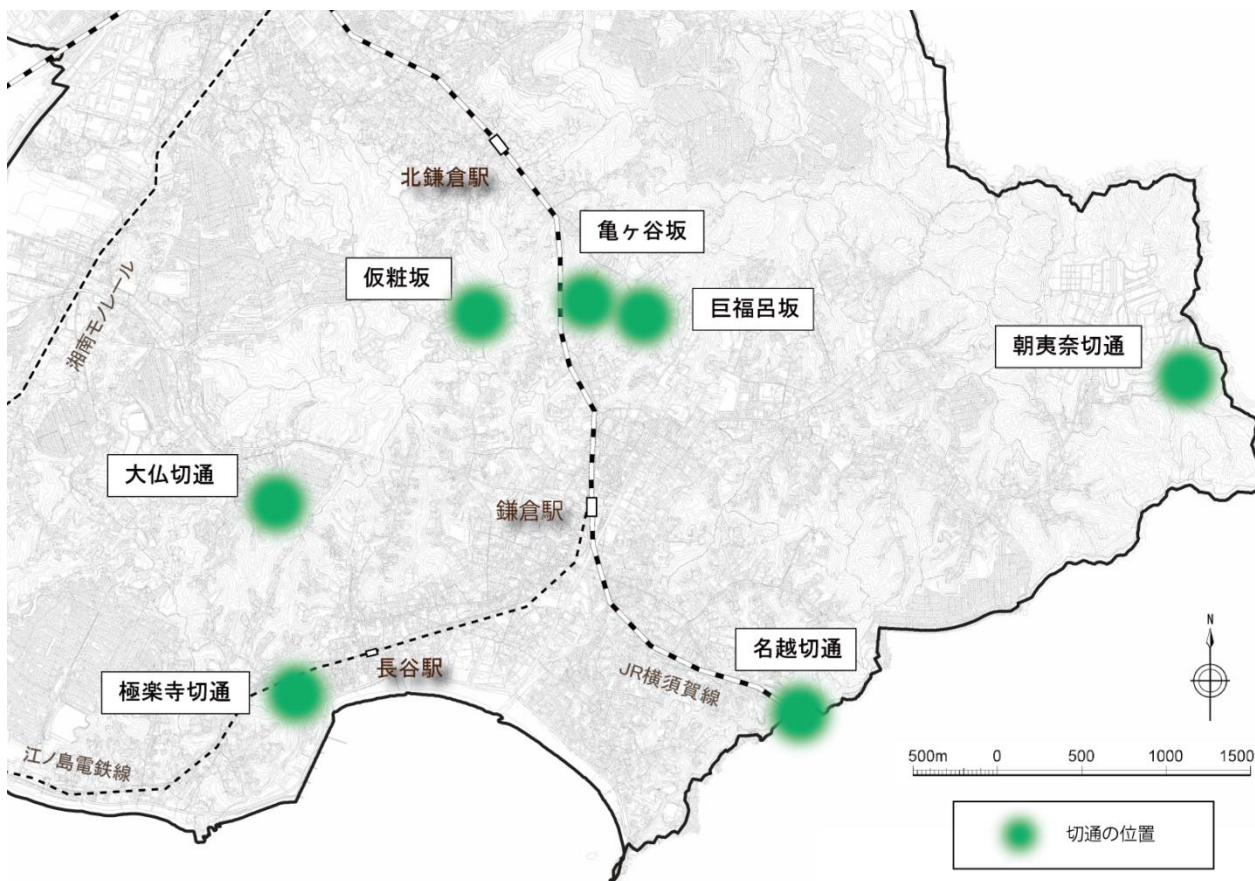 北鎌倉駅
亀ヶ谷坂
仮粧坂
巨福呂坂
湘南モノレール
朝夷奈切通
大仏切通
鎌倉駅
名越切通
長谷駅
JR横須賀線
極楽寺切通
江ノ島電鉄線
N
500m 0 500 1000 1500
切通の位置